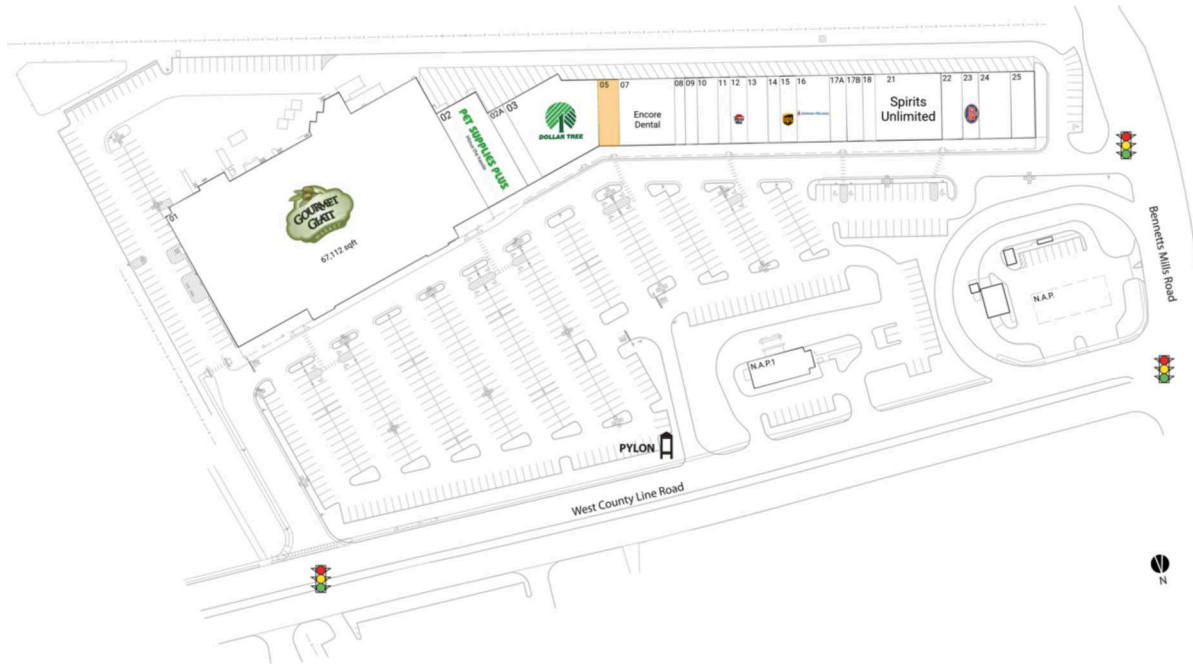 05
07
08
09
10
11
12
13
14
15
16
17A
17B
18
21
22
23
24
25
02
02A
03
PET SUPPLIES PLUS
DOLLAR TREE
Encore
Dental
ups
Spirits
Unlimited
01
GOURMET
GLATT
67,112 sqft
N.A.P.
N.A.P.1
Bennetts Mills Road
PYLON
West County Line Road
N